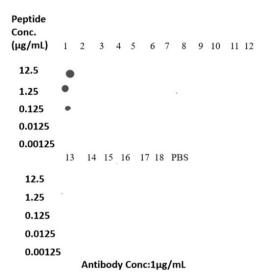 Peptide
Conc.
(µg/mL) 1 2 3 4 5 6 7 8 9 10 11 12
12.5
1.25
0.125
0.0125
0.00125
13 14 15 16 17 18 PBS
12.5
1.25
0.125
0.0125
0.00125
Antibody Conc:1µg/mL